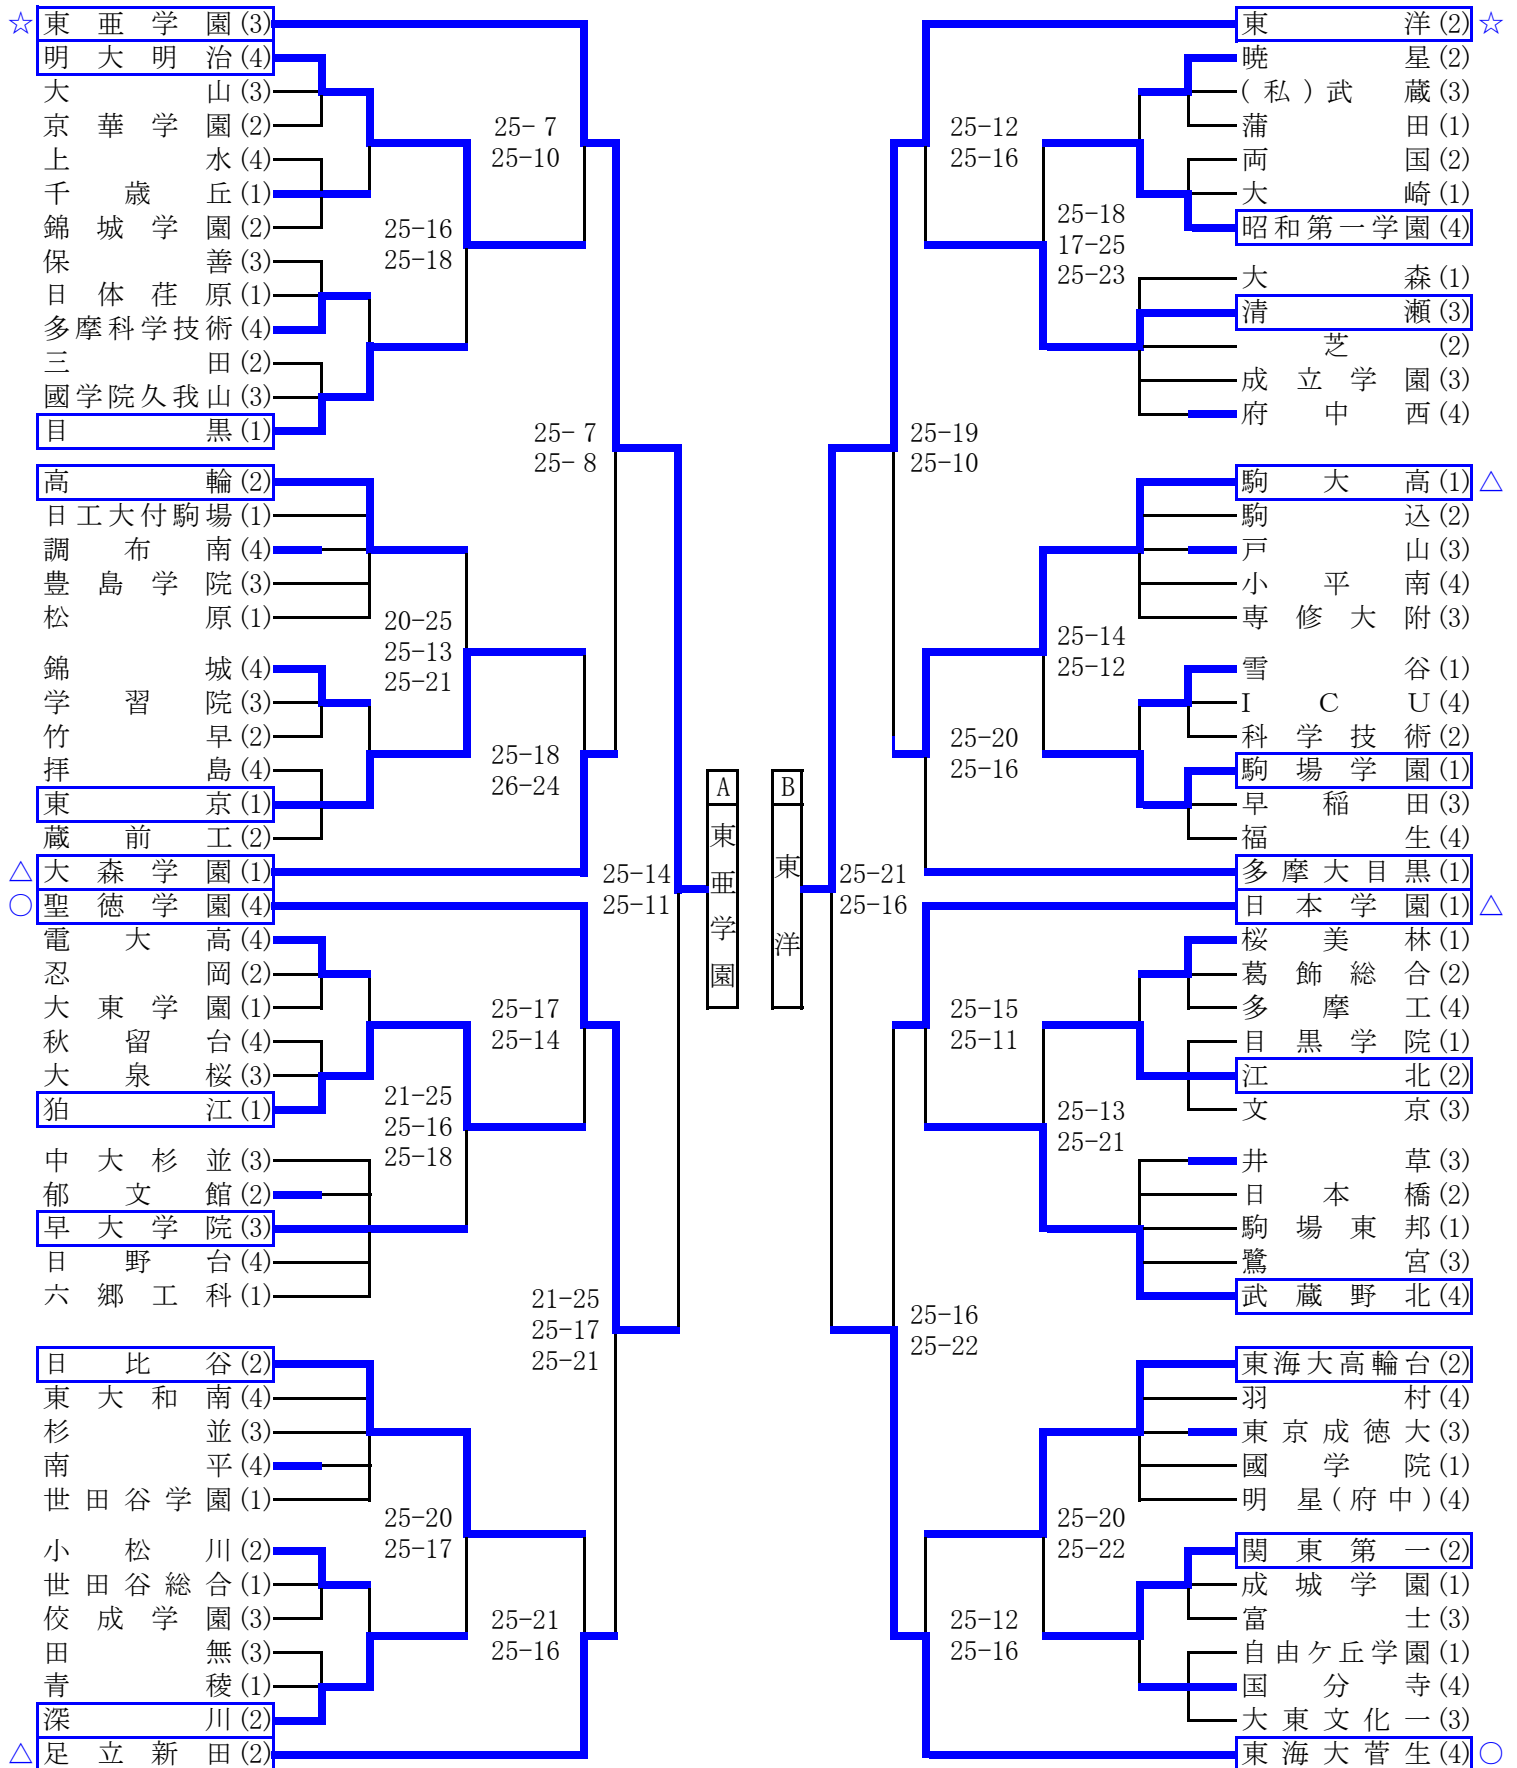 ☆東亜学園(3)
明大明治(4)
大山(3)
京華学園(2)
上水(4)
千歳丘(1)
錦城学園(2)
保善(3)
日体荏原(1)
多摩科学技術(4)
三田(2)
國学院久我山(3)
目黒(1)
高輪(2)
日工大付駒場(1)
調布南(4)
豊島学院(3)
松原(1)
錦城(4)
学習院(3)
竹早(2)
拝島(4)
東京(1)
蔵前工(2)
△大森学園(1)
○聖徳学園(4)
電大高(4)
忍岡(2)
大東学園(1)
秋留台(4)
大泉桜(3)
狛江(1)
中大杉並(3)
郁文館(2)
早大学院(3)
日野台(4)
六郷工科(1)
日比谷(2)
東大和南(4)
杉並(3)
南平(4)
世田谷学園(1)
小松川(2)
世田谷総合(1)
佼成学園(3)
田無(3)
青稜(1)
深川(2)
△足立新田(2)
25-16
25-18
20-25
25-13
25-21
21-25
25-16
25-18
25-20
25-17
25- 7
25-10
25-18
26-24
25-17
25-14
25-21
25-16
25- 7
25- 8
21-25
25-17
25-21
25-14
25-11
A
東亜学園
B
東洋
25-21
25-16
25-19
25-10
25-16
25-22
25-12
25-16
25-20
25-16
25-15
25-11
25-12
25-16
25-18
17-25
25-23
25-14
25-12
25-13
25-21
25-20
25-22
東洋(2)☆
暁星(2)
(私)武蔵(3)
蒲田(1)
両国(2)
大崎(1)
昭和第一学園(4)
大森(1)
清瀬(3)
芝(2)
成立学園(3)
府中西(4)
駒大高(1)△
駒込(2)
戸山(3)
小平南(4)
専修大附(3)
雪谷(1)
ICU(4)
科学技術(2)
駒場学園(1)
早稲田(3)
福生(4)
多摩大目黒(1)
日本学園(1)△
桜美林(1)
葛飾総合(2)
多摩工(4)
目黒学院(1)
江北(2)
文京(3)
井草(3)
日本橋(2)
駒場東邦(1)
鷺宮(3)
武蔵野北(4)
東海大高輪台(2)
羽村(4)
東京成徳大(3)
國学院(1)
明星(府中)(4)
関東第一(2)
成城学園(1)
富士(3)
自由ケ丘学園(1)
国分寺(4)
大東文化一(3)
東海大菅生(4)○